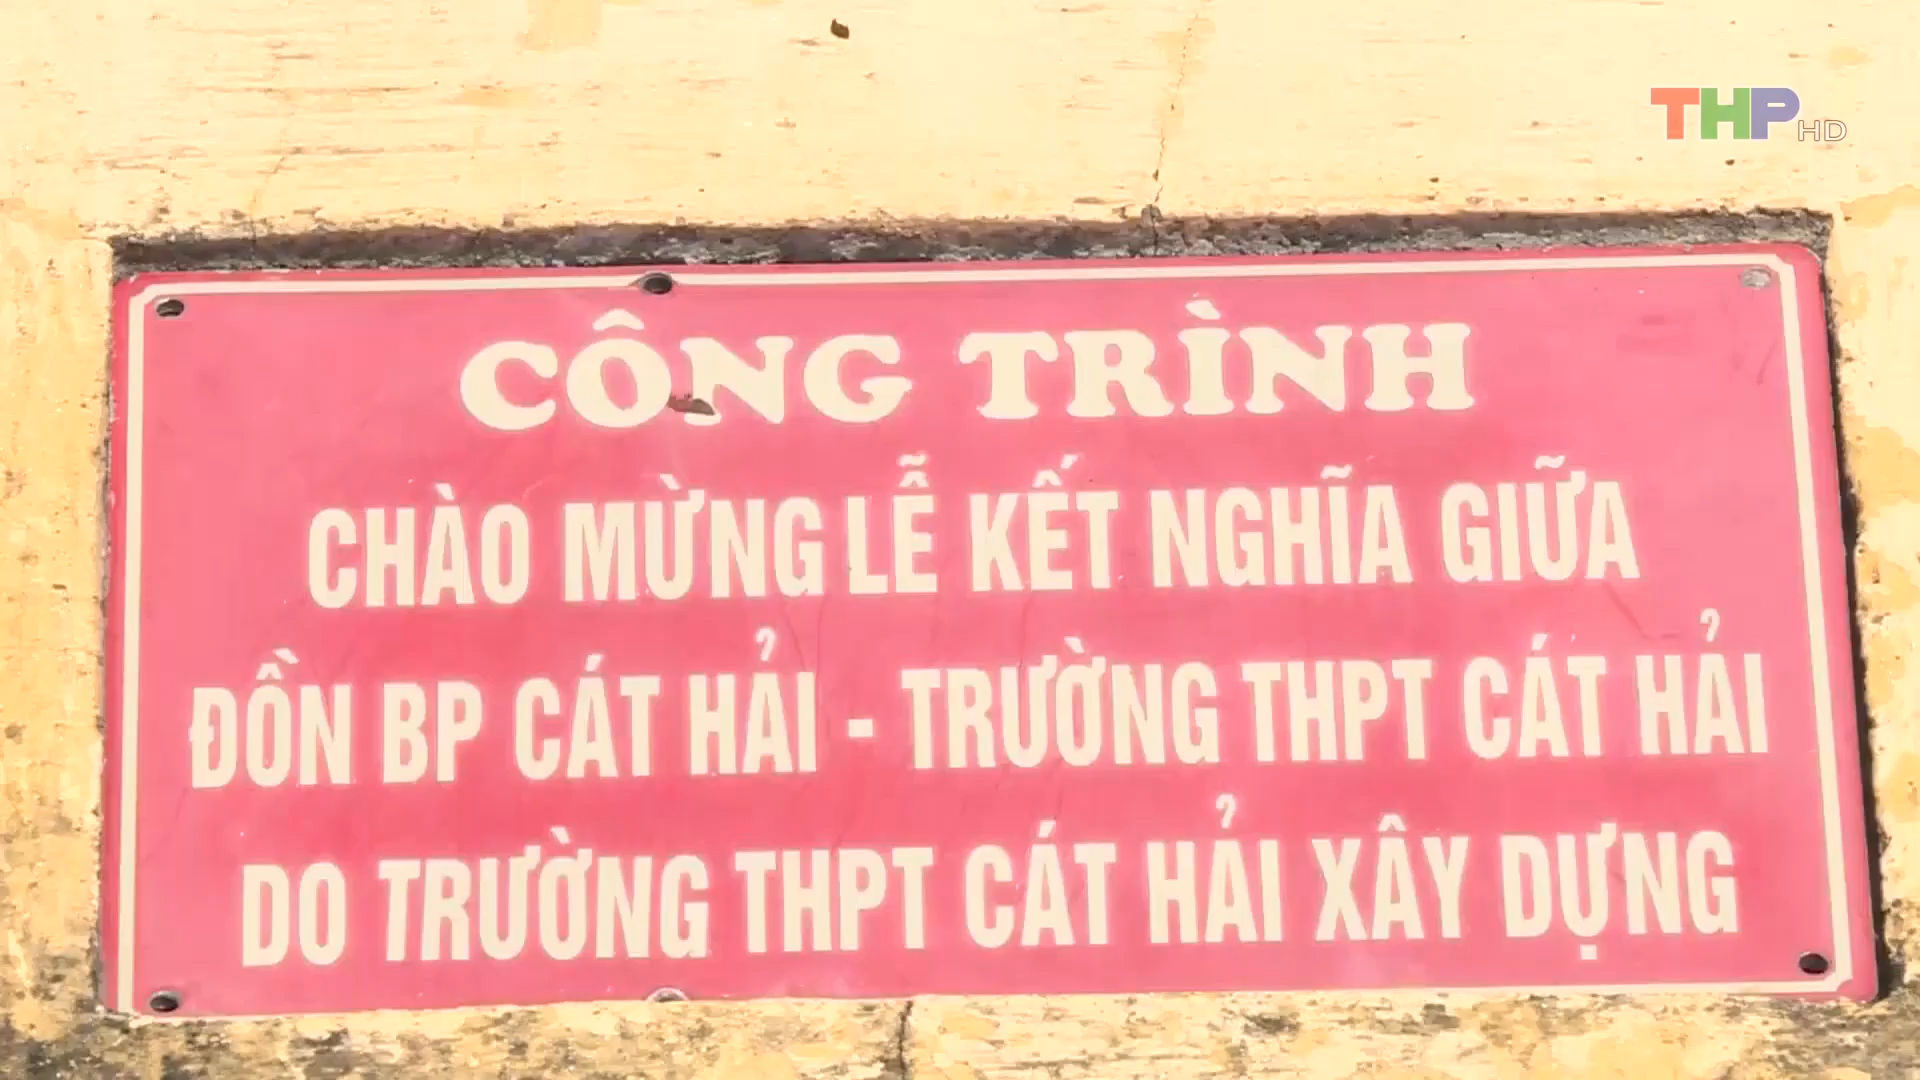 THP HD
CÔNG TRÌNH
CHÀO MỪNG LỄ KẾT NGHĨA GIỮA
ĐỒN BP CÁT HẢI - TRƯỜNG THPT CÁT HẢI
DO TRƯỜNG THPT CÁT HẢI XÂY DỰNG